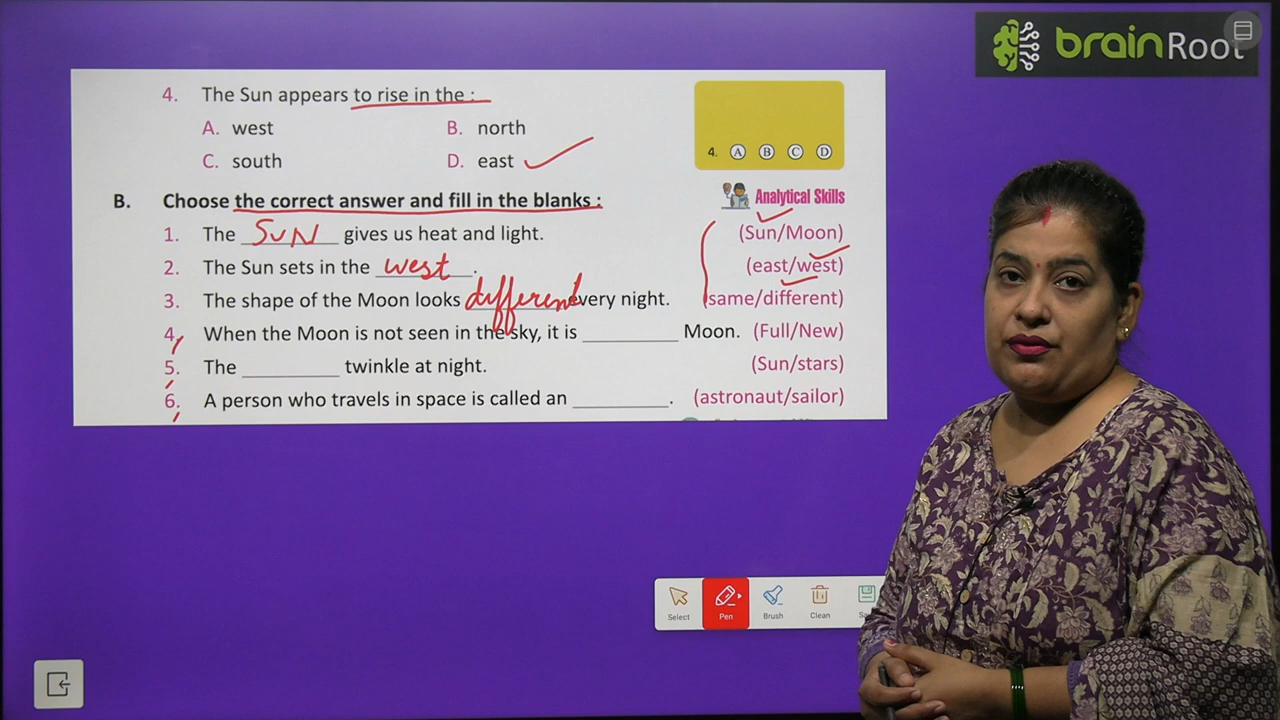 brainRoot
4. The Sun appears to rise in the :
A. west B. north
C. south D. east
4. A B C D
B. Choose the correct answer and fill in the blanks :
Analytical Skills
1. The SUN gives us heat and light. (Sun/Moon)
2. The Sun sets in the west. (east/west)
3. The shape of the Moon looks different every night. (same/different)
4. When the Moon is not seen in the sky, it is ________ Moon. (Full/New)
5. The ________ twinkle at night. (Sun/stars)
6. A person who travels in space is called an ________. (astronaut/sailor)
Select Pen Brush Clean